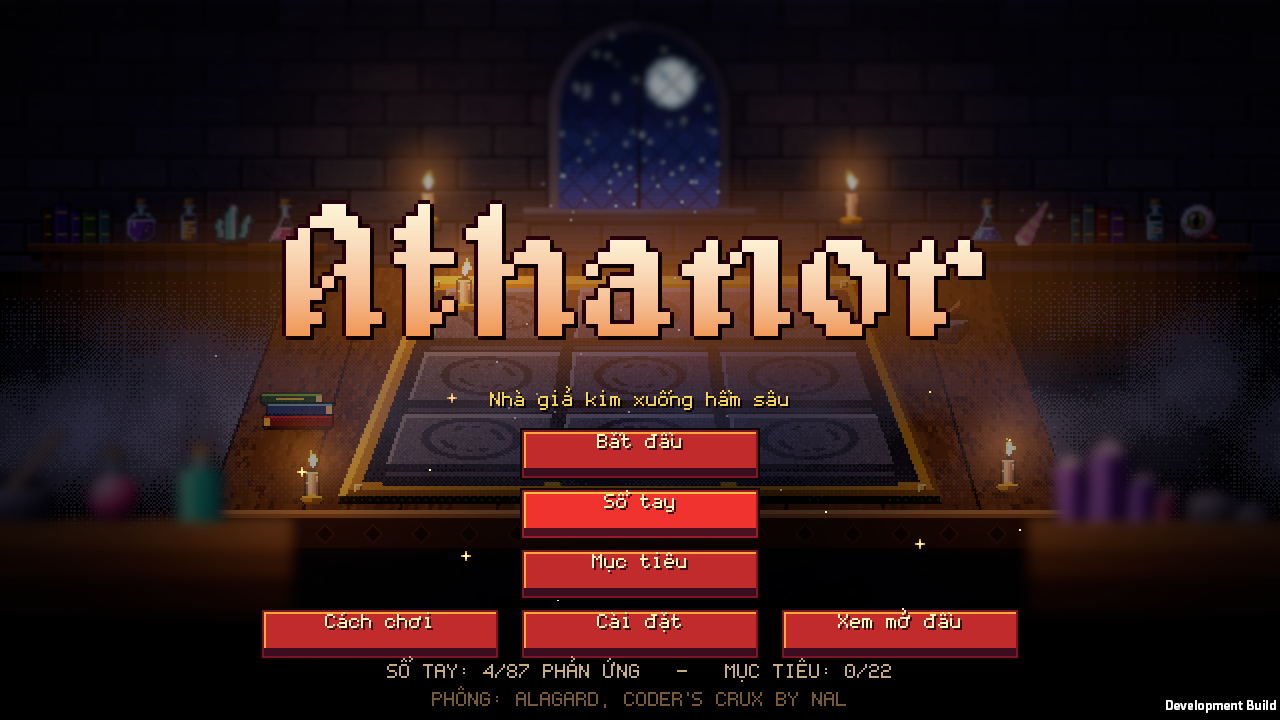 Athanor
Nhà giả kim xuống hầm sâu
Bắt đầu
Sổ tay
Mục tiêu
Cách chơi
Cài đặt
Xem mở đầu
SỔ TAY: 4/87 PHẢN ỨNG – MỤC TIÊU: 0/22
PHÔNG: ALAGARD, CODER'S CRUX BY NAL
Development Build